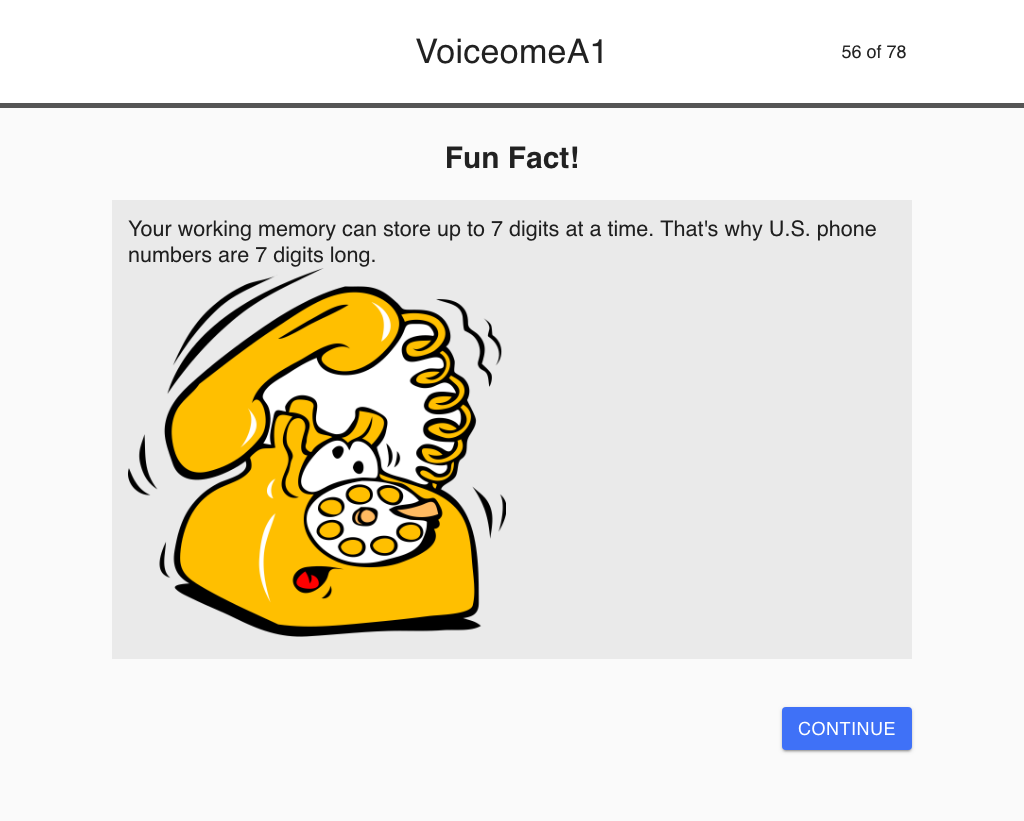 VoiceomeA1
56 of 78
Fun Fact!
Your working memory can store up to 7 digits at a time. That's why U.S. phone
numbers are 7 digits long.
CONTINUE